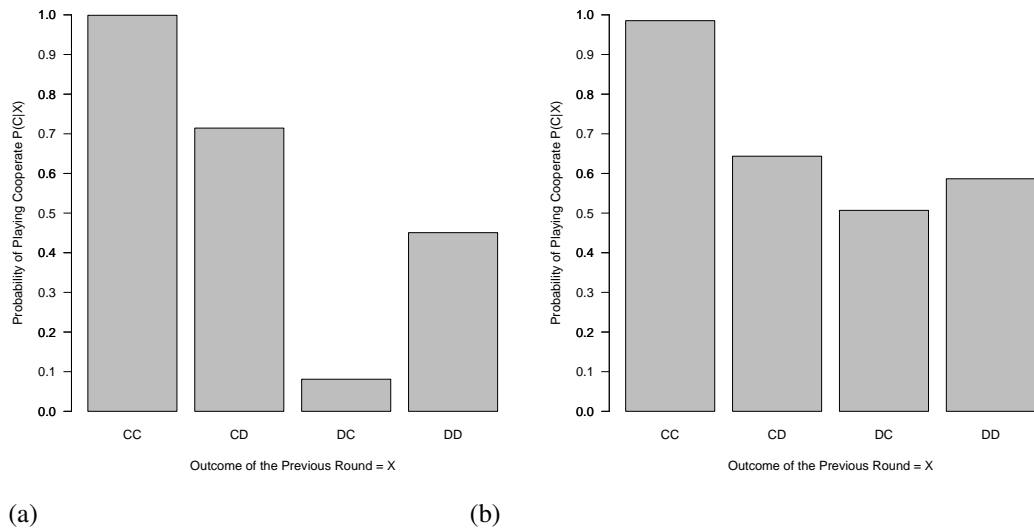 Probability of Playing Cooperate P(C|X)
1.0
0.9
0.8
0.7
0.6
0.5
0.4
0.3
0.2
0.1
0.0
CC CD DC DD
Outcome of the Previous Round = X
(a)
Probability of Playing Cooperate P(C|X)
1.0
0.9
0.8
0.7
0.6
0.5
0.4
0.3
0.2
0.1
0.0
CC CD DC DD
Outcome of the Previous Round = X
(b)